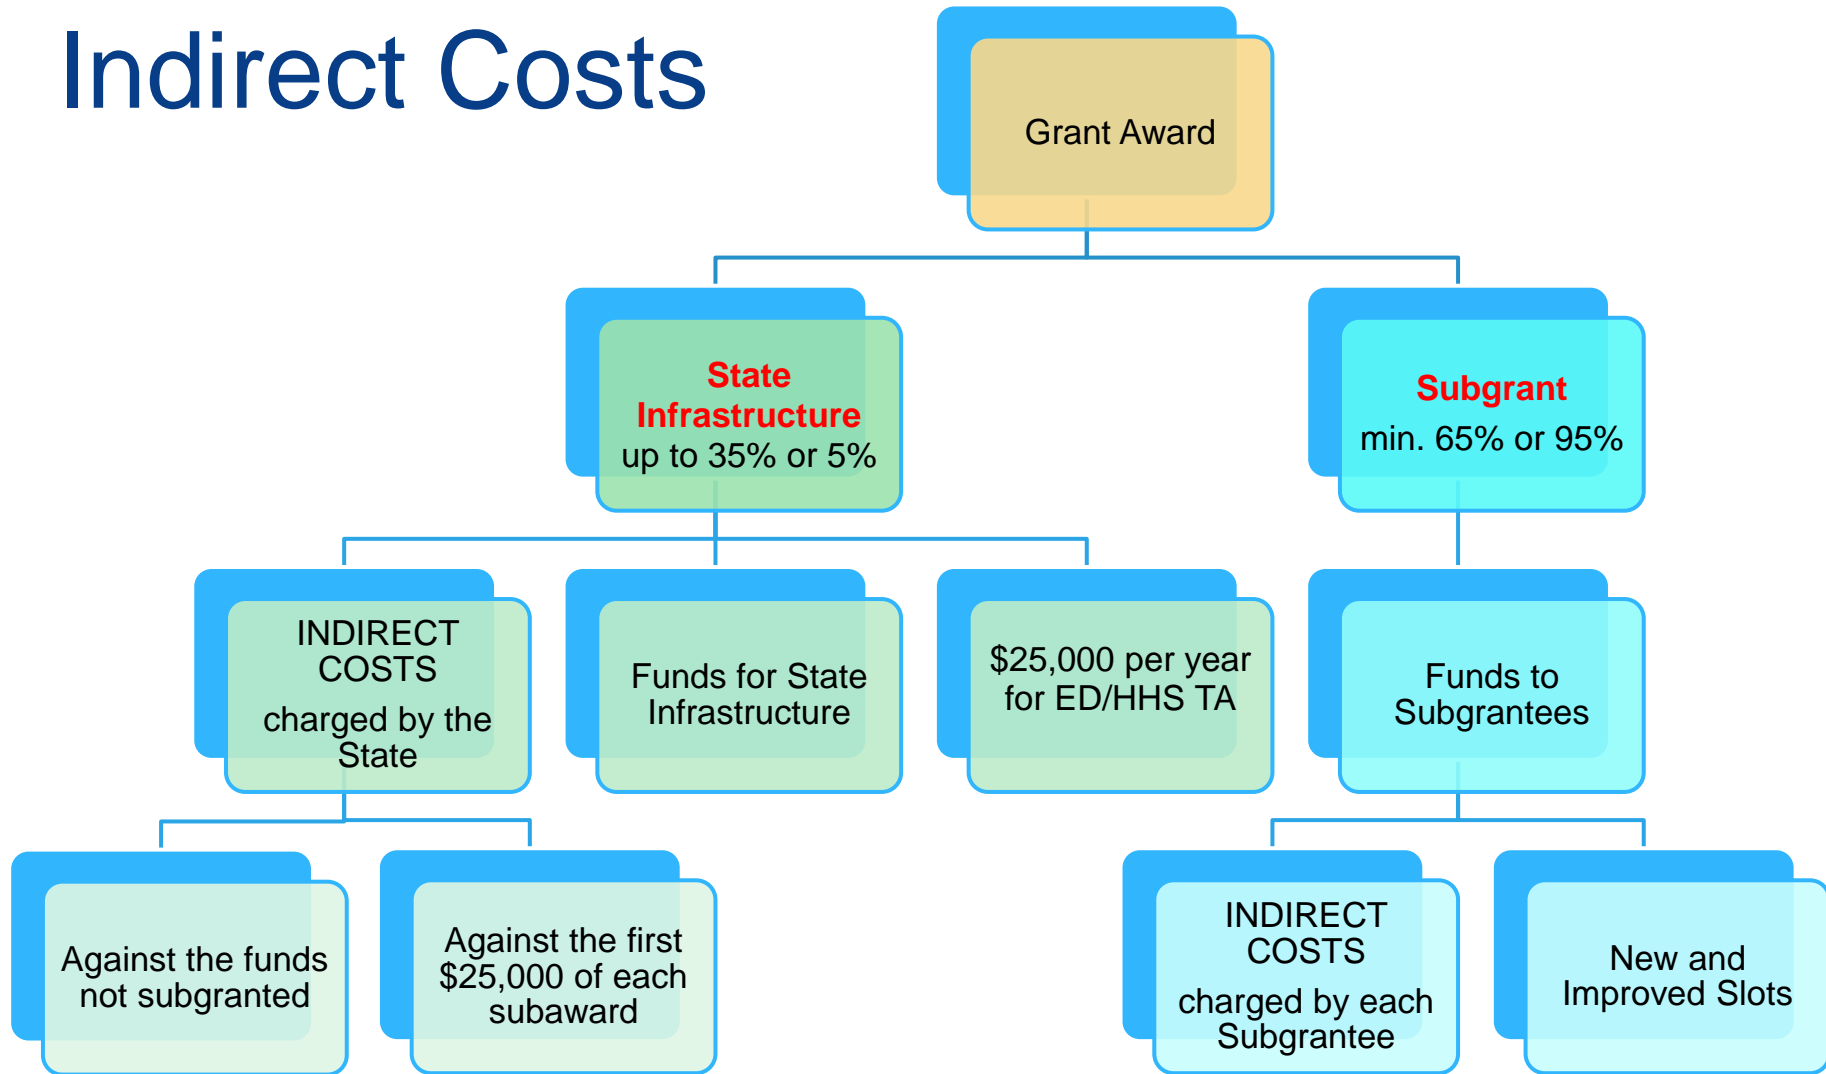 Indirect Costs
Grant Award
State
Infrastructure
up to 35% or 5%
Subgrant
min. 65% or 95%
INDIRECT
COSTS
charged by the
State
Funds for State
Infrastructure
$25,000 per year
for ED/HHS TA
Funds to
Subgrantees
Against the funds
not subgranted
Against the first
$25,000 of each
subaward
INDIRECT
COSTS
charged by each
Subgrantee
New and
Improved Slots